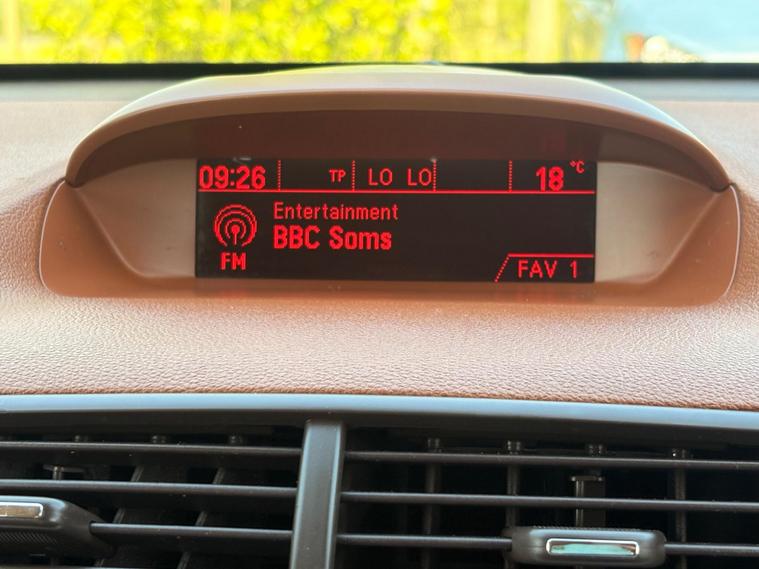 09:26 TP LO LO 18 °C
Entertainment
BBC Soms
FM
FAV 1